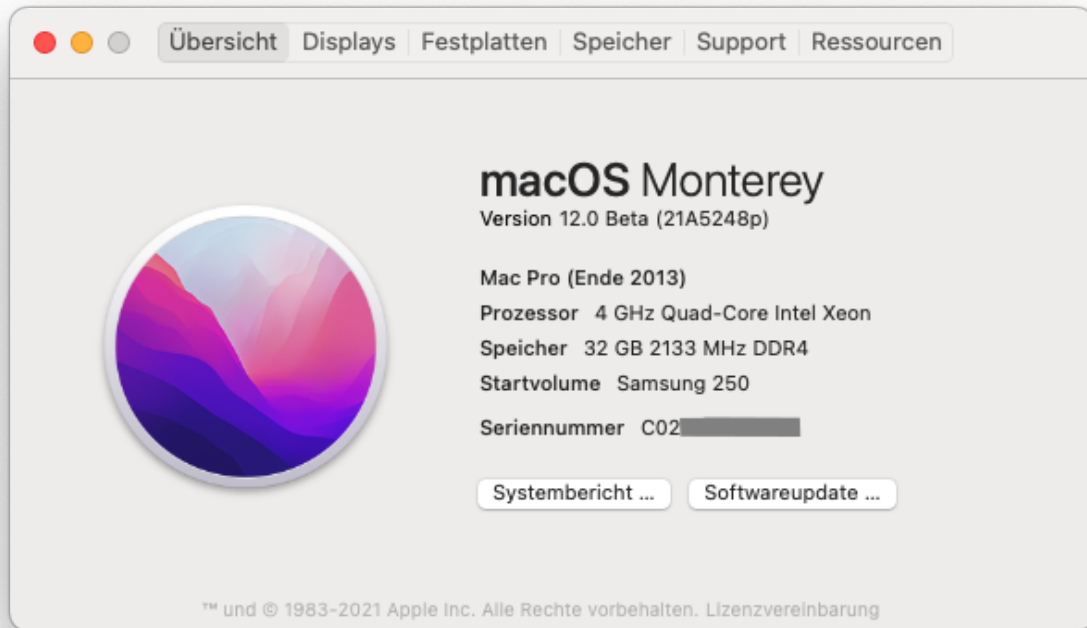 Übersicht Displays Festplatten Speicher Support Ressourcen
macOS Monterey
Version 12.0 Beta (21A5248p)
Mac Pro (Ende 2013)
Prozessor 4 GHz Quad-Core Intel Xeon
Speicher 32 GB 2133 MHz DDR4
Startvolume Samsung 250
Seriennummer C02
Systembericht ... Softwareupdate ...
™ und © 1983-2021 Apple Inc. Alle Rechte vorbehalten. Lizenzvereinbarung